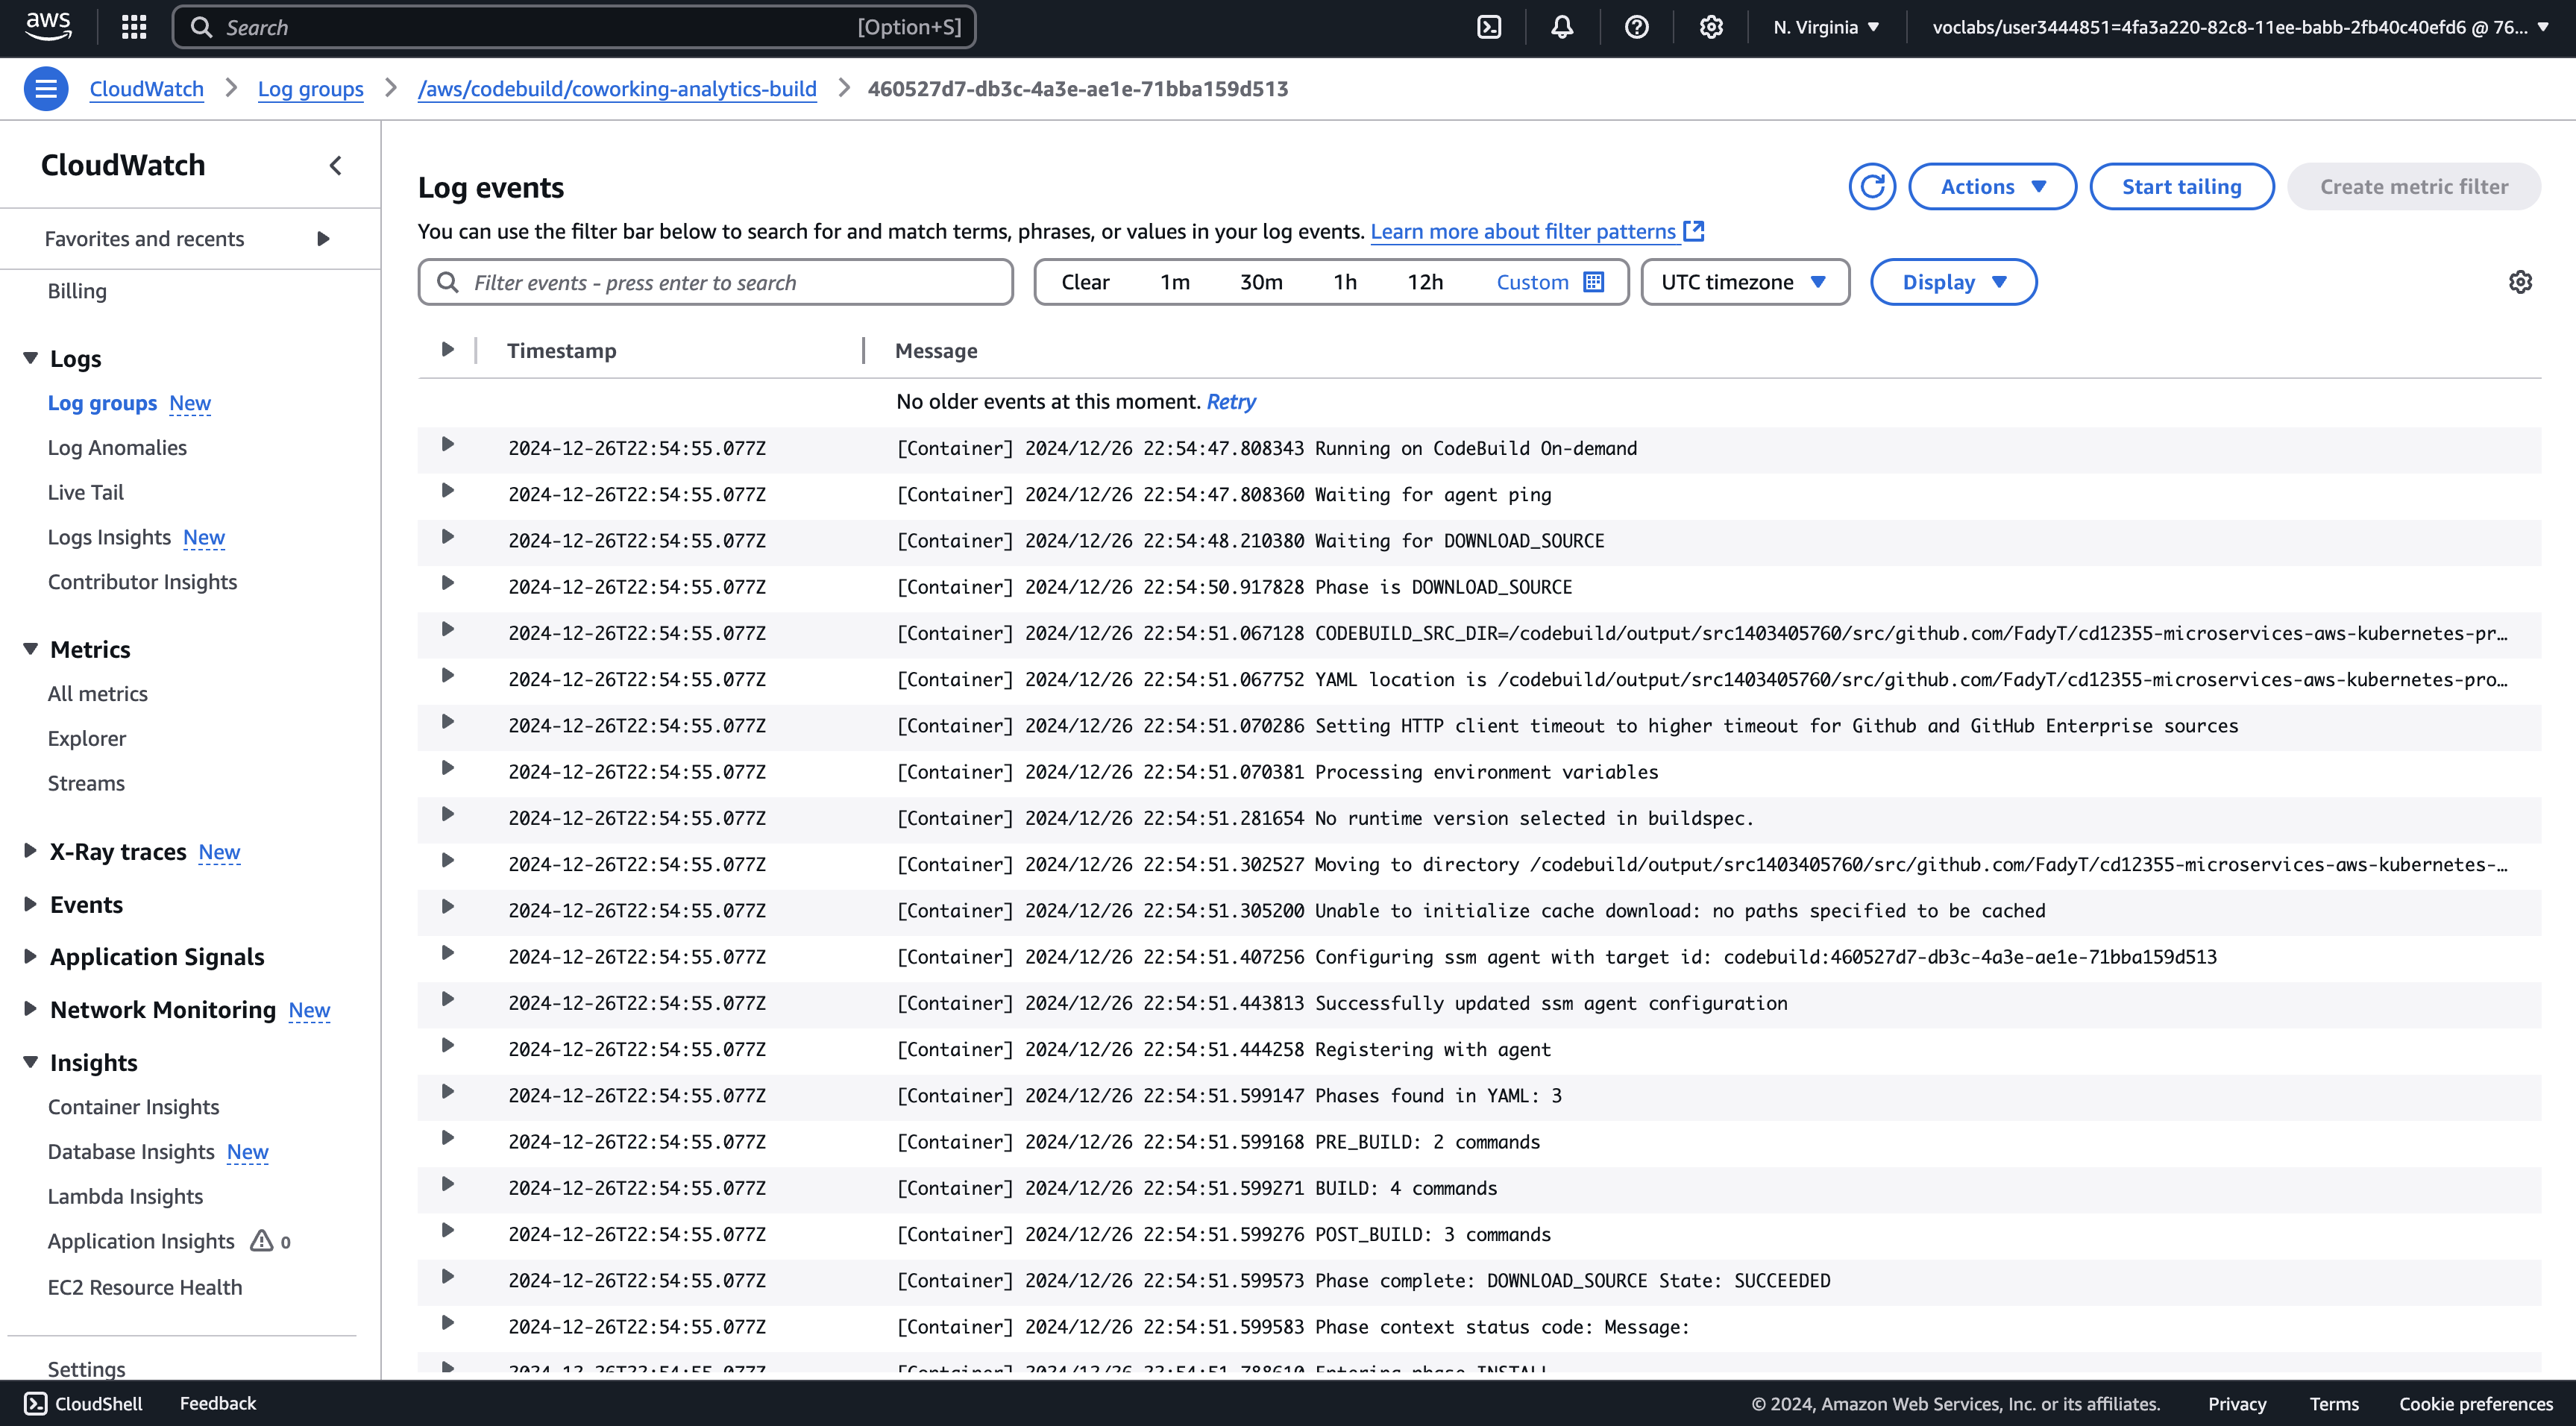 aws Search [Option+S] N. Virginia voclabs/user3444851=4fa3a220-82c8-11ee-babb-2fb40c40efd6 @ 76...
CloudWatch Log groups /aws/codebuild/coworking-analytics-build 460527d7-db3c-4a3e-ae1e-71bba159d513
CloudWatch
Favorites and recents
Billing
Logs
Log groups New
Log Anomalies
Live Tail
Logs Insights New
Contributor Insights
Metrics
All metrics
Explorer
Streams
X-Ray traces New
Events
Application Signals
Network Monitoring New
Insights
Container Insights
Database Insights New
Lambda Insights
Application Insights 0
EC2 Resource Health
Settings
Log events
Actions Start tailing Create metric filter
You can use the filter bar below to search for and match terms, phrases, or values in your log events. Learn more about filter patterns
Filter events - press enter to search Clear 1m 30m 1h 12h Custom UTC timezone Display
Timestamp Message
No older events at this moment. Retry
2024-12-26T22:54:55.077Z [Container] 2024/12/26 22:54:47.808343 Running on CodeBuild On-demand
2024-12-26T22:54:55.077Z [Container] 2024/12/26 22:54:47.808360 Waiting for agent ping
2024-12-26T22:54:55.077Z [Container] 2024/12/26 22:54:48.210380 Waiting for DOWNLOAD_SOURCE
2024-12-26T22:54:55.077Z [Container] 2024/12/26 22:54:50.917828 Phase is DOWNLOAD_SOURCE
2024-12-26T22:54:55.077Z [Container] 2024/12/26 22:54:51.067128 CODEBUILD_SRC_DIR=/codebuild/output/src1403405760/src/github.com/FadyT/cd12355-microservices-aws-kubernetes-pr...
2024-12-26T22:54:55.077Z [Container] 2024/12/26 22:54:51.067752 YAML location is /codebuild/output/src1403405760/src/github.com/FadyT/cd12355-microservices-aws-kubernetes-pro...
2024-12-26T22:54:55.077Z [Container] 2024/12/26 22:54:51.070286 Setting HTTP client timeout to higher timeout for Github and GitHub Enterprise sources
2024-12-26T22:54:55.077Z [Container] 2024/12/26 22:54:51.070381 Processing environment variables
2024-12-26T22:54:55.077Z [Container] 2024/12/26 22:54:51.281654 No runtime version selected in buildspec.
2024-12-26T22:54:55.077Z [Container] 2024/12/26 22:54:51.302527 Moving to directory /codebuild/output/src1403405760/src/github.com/FadyT/cd12355-microservices-aws-kubernetes-...
2024-12-26T22:54:55.077Z [Container] 2024/12/26 22:54:51.305200 Unable to initialize cache download: no paths specified to be cached
2024-12-26T22:54:55.077Z [Container] 2024/12/26 22:54:51.407256 Configuring ssm agent with target id: codebuild:460527d7-db3c-4a3e-ae1e-71bba159d513
2024-12-26T22:54:55.077Z [Container] 2024/12/26 22:54:51.443813 Successfully updated ssm agent configuration
2024-12-26T22:54:55.077Z [Container] 2024/12/26 22:54:51.444258 Registering with agent
2024-12-26T22:54:55.077Z [Container] 2024/12/26 22:54:51.599147 Phases found in YAML: 3
2024-12-26T22:54:55.077Z [Container] 2024/12/26 22:54:51.599168 PRE_BUILD: 2 commands
2024-12-26T22:54:55.077Z [Container] 2024/12/26 22:54:51.599271 BUILD: 4 commands
2024-12-26T22:54:55.077Z [Container] 2024/12/26 22:54:51.599276 POST_BUILD: 3 commands
2024-12-26T22:54:55.077Z [Container] 2024/12/26 22:54:51.599573 Phase complete: DOWNLOAD_SOURCE State: SUCCEEDED
2024-12-26T22:54:55.077Z [Container] 2024/12/26 22:54:51.599583 Phase context status code: Message:
2024-12-26T22:54:55.077Z [Container] 2024/12/26 22:54:51.788610 Entering phase INSTALL
CloudShell Feedback © 2024, Amazon Web Services, Inc. or its affiliates. Privacy Terms Cookie preferences